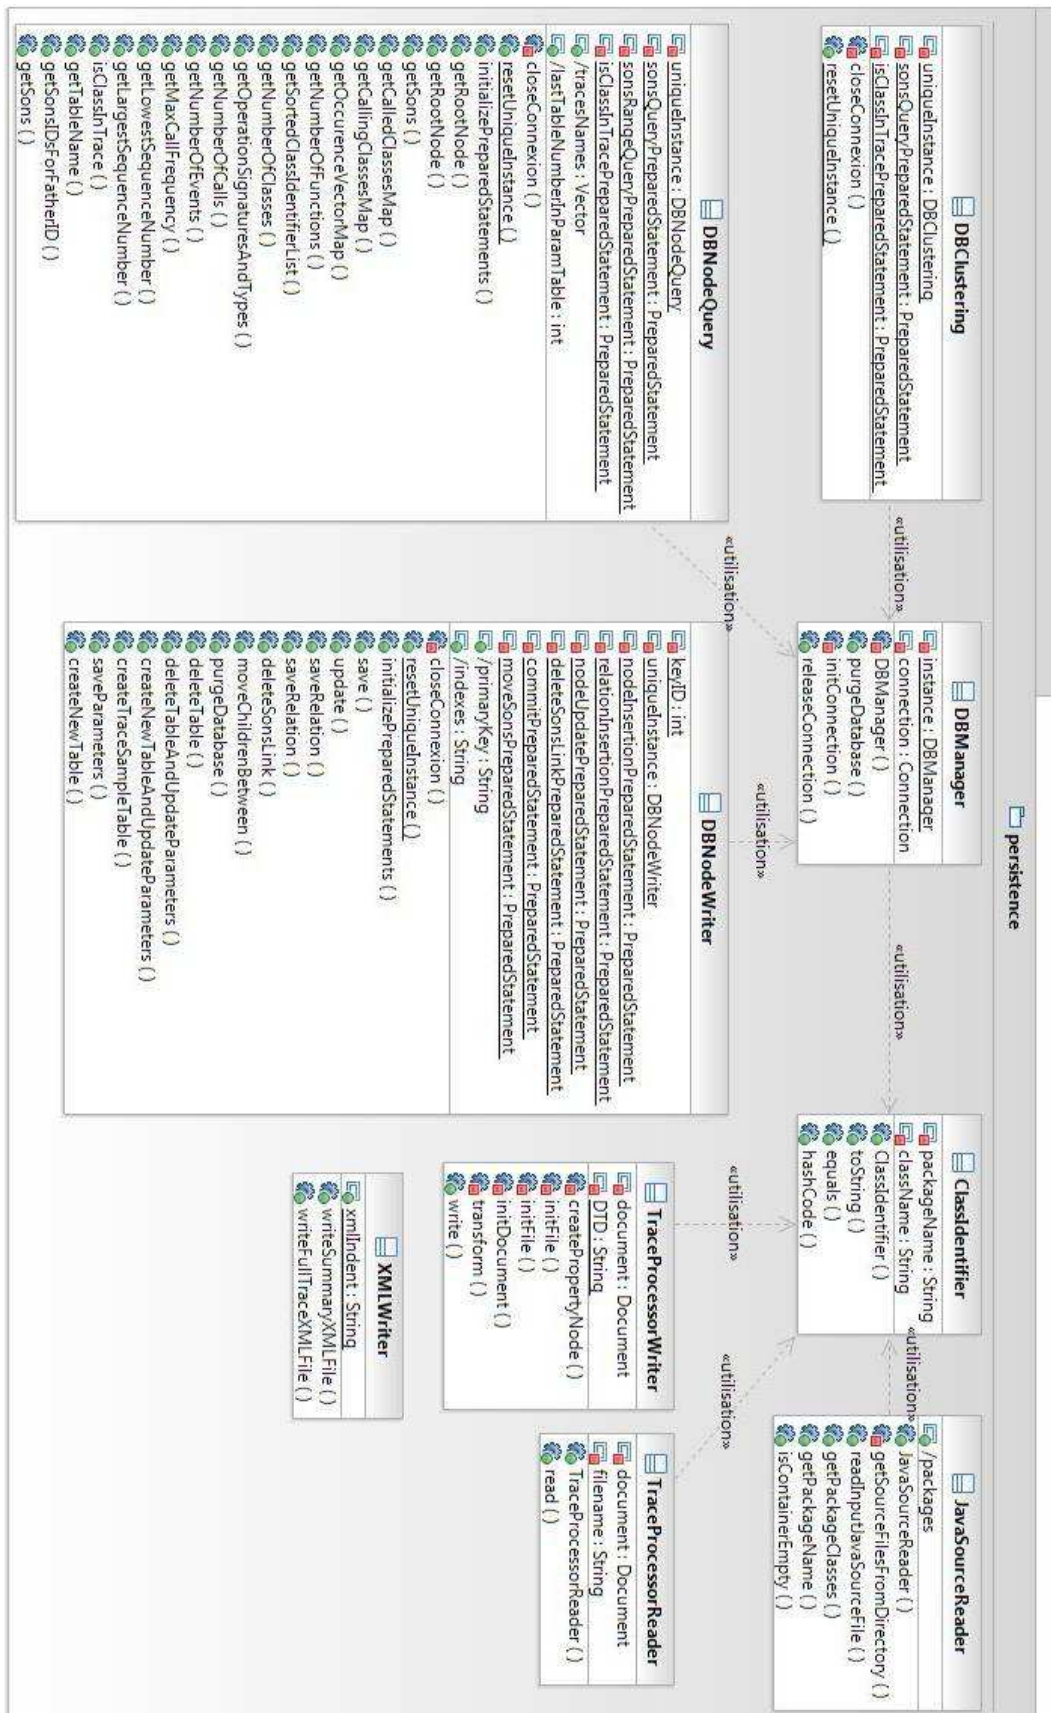 persistence
DBClustering
uniqueInstance : DBClustering
sonsQueryPreparedStatement : PreparedStatement
isClassInTracePreparedStatement : PreparedStatement
closeConnexion ( )
resetUniqueInstance ( )
«utilisation»
DBManager
instance : DBManager
connection : Connection
DBManager ( )
purgeDatabase ( )
initConnection ( )
releaseConnection ( )
«utilisation»
ClassIdentifier
packageName : String
className : String
ClassIdentifier ( )
toString ( )
equals ( )
hashCode ( )
«utilisation»
JavaSourceReader
/packages
JavaSourceReader ( )
getSourceFilesFromDirectory ( )
readInputJavaSourceFile ( )
getPackageClasses ( )
getPackageName ( )
isContainerEmpty ( )
«utilisation»
«utilisation»
«utilisation»
«utilisation»
DBNodeQuery
uniqueInstance : DBNodeQuery
sonsQueryPreparedStatement : PreparedStatement
sonsRangeQueryPreparedStatement : PreparedStatement
isClassInTracePreparedStatement : PreparedStatement
/tracesNames : Vector
/lastTableNumberInParamTable : int
closeConnexion ( )
resetUniqueInstance ( )
initializePreparedStatements ( )
getRootNode ( )
getRootNode ( )
getSons ( )
getCalledClassesMap ( )
getCallingClassesMap ( )
getOccurenceVectorMap ( )
getNumberOfFunctions ( )
getSortedClassIdentifierList ( )
getNumberOfClasses ( )
getOperationSignaturesAndTypes ( )
getNumberOfCalls ( )
getNumberOfEvents ( )
getMaxCallFrequency ( )
getLowestSequenceNumber ( )
getLargestSequenceNumber ( )
isClassInTrace ( )
getTableName ( )
getSonsIDsForFatherID ( )
getSons ( )
DBNodeWriter
keyID : int
uniqueInstance : DBNodeWriter
nodeInsertionPreparedStatement : PreparedStatement
relationInsertionPreparedStatement : PreparedStatement
nodeUpdatePreparedStatement : PreparedStatement
deleteSonsLinkPreparedStatement : PreparedStatement
commitPreparedStatement : PreparedStatement
moveSonsPreparedStatement : PreparedStatement
/primaryKey : String
/indexes : String
closeConnexion ( )
resetUniqueInstance ( )
initializePreparedStatements ( )
save ( )
update ( )
saveRelation ( )
saveRelation ( )
deleteSonsLink ( )
moveChildrenBetween ( )
purgeDatabase ( )
deleteTable ( )
deleteTableAndUpdateParameters ( )
createNewTableAndUpdateParameters ( )
createTraceSampleTable ( )
saveParameters ( )
createNewTable ( )
TraceProcessorWriter
document : Document
DTD : String
createPropertyNode ( )
initFile ( )
initFile ( )
initDocument ( )
transform ( )
write ( )
TraceProcessorReader
document : Document
filename : String
TraceProcessorReader ( )
read ( )
XMLWriter
xmlIndent : String
writeSummaryXMLFile ( )
writeFullTraceXMLFile ( )